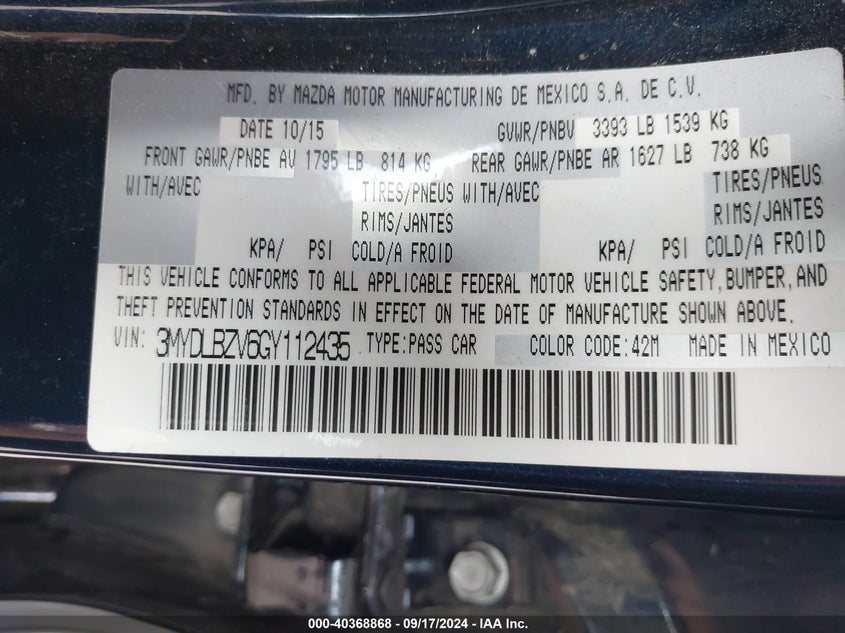 MFD. BY MAZDA MOTOR MANUFACTURING DE MEXICO S.A. DE C.V.
DATE 10/15 GVWR/PNBV 3393 LB 1539 KG
FRONT GAWR/PNBE AV 1795 LB 814 KG REAR GAWR/PNBE AR 1627 LB 738 KG
WITH/AVEC TIRES/PNEUS WITH/AVEC TIRES/PNEUS
RIMS/JANTES RIMS/JANTES
KPA/ PSI COLD/A FROID KPA/ PSI COLD/A FROID
THIS VEHICLE CONFORMS TO ALL APPLICABLE FEDERAL MOTOR VEHICLE SAFETY, BUMPER, AND
THEFT PREVENTION STANDARDS IN EFFECT ON THE DATE OF MANUFACTURE SHOWN ABOVE.
VIN: 3MYDLBZV6GY112435 TYPE:PASS CAR COLOR CODE:42M MADE IN MEXICO
000-40368868 - 09/17/2024 - IAA Inc.